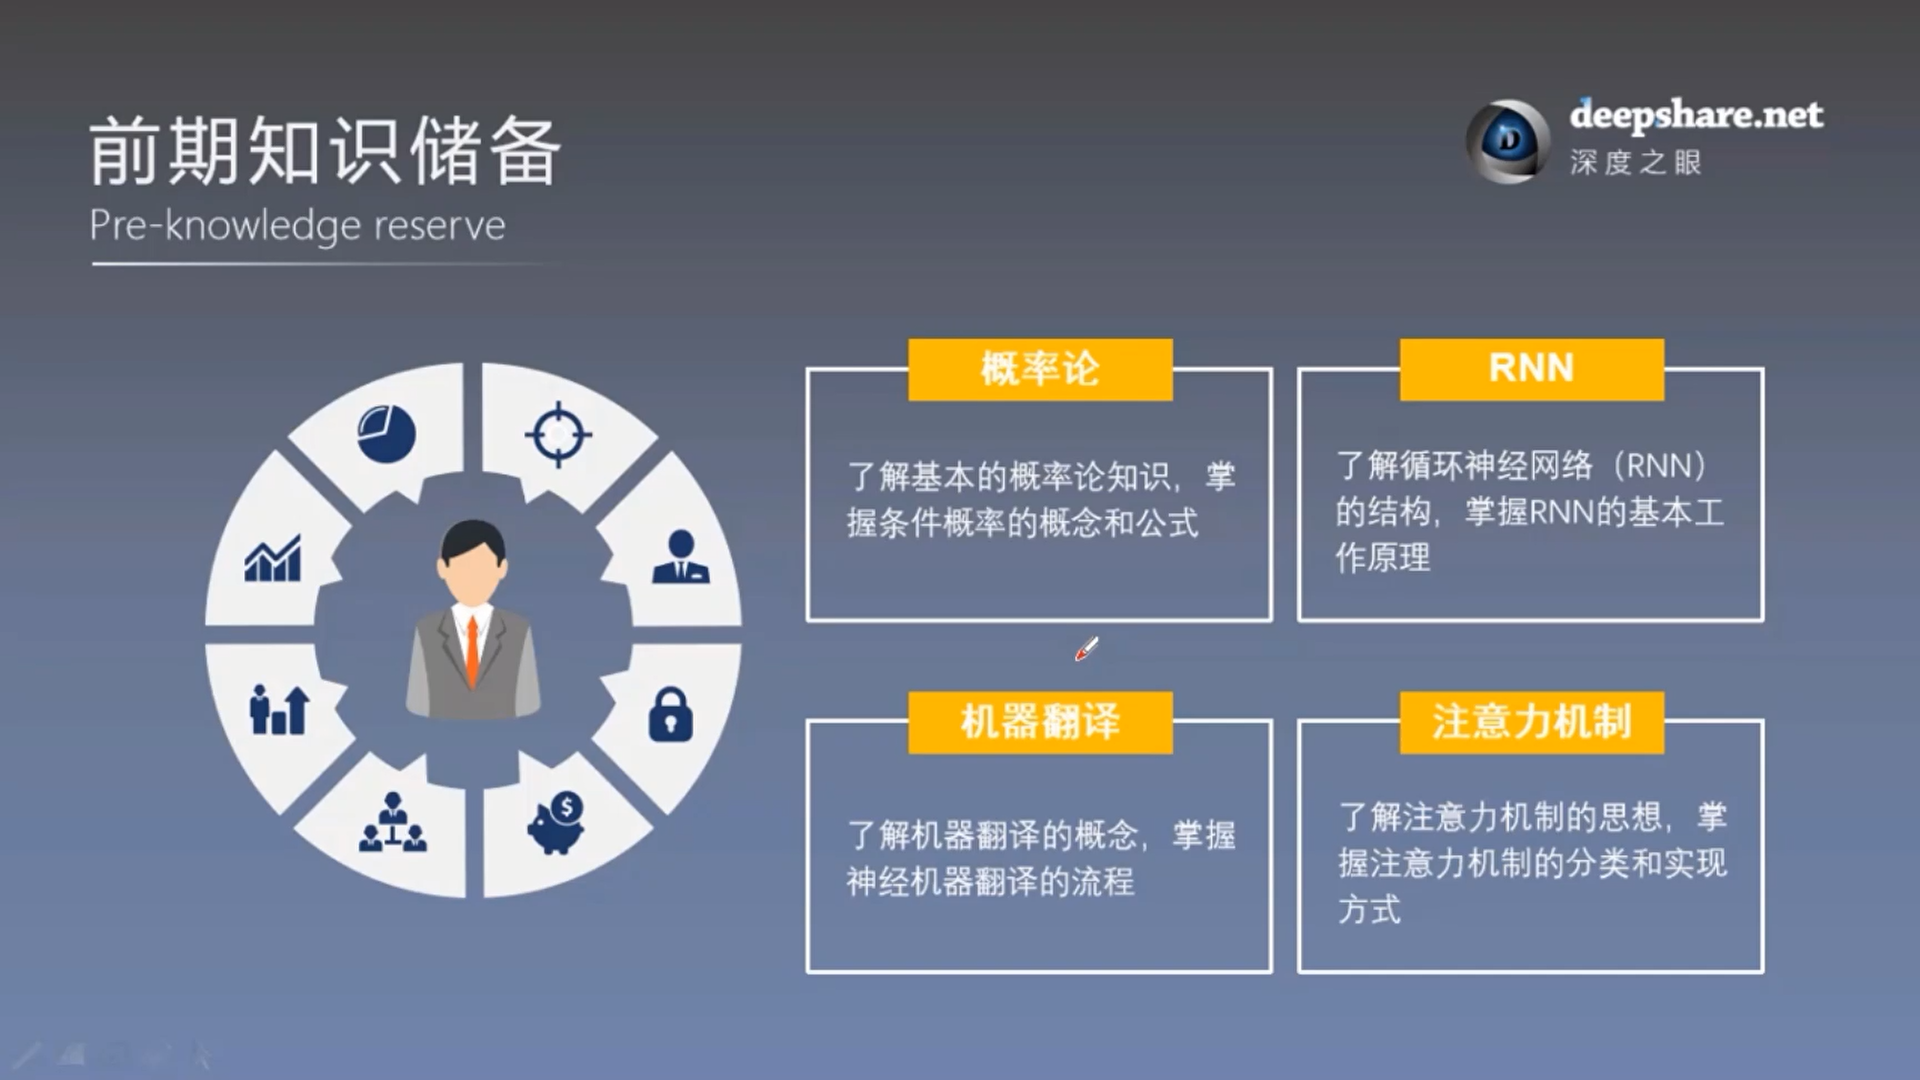 前期知识储备
Pre-knowledge reserve
deepshare.net
深度之眼
概率论
了解基本的概率论知识，掌
握条件概率的概念和公式
RNN
了解循环神经网络（RNN）
的结构，掌握RNN的基本工
作原理
机器翻译
了解机器翻译的概念，掌握
神经机器翻译的流程
注意力机制
了解注意力机制的思想，掌
握注意力机制的分类和实现
方式